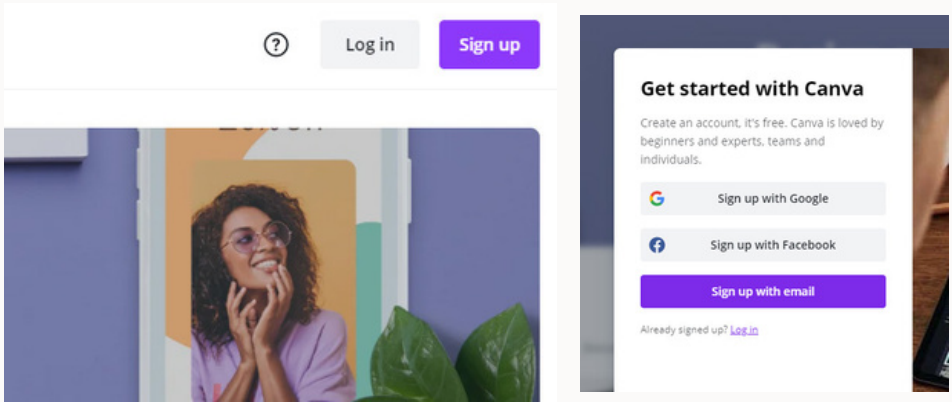 ?
Log in
Sign up
Get started with Canva
Create an account, it's free. Canva is loved by
beginners and experts, teams and
individuals.
Sign up with Google
Sign up with Facebook
Sign up with email
Already signed up? Log in